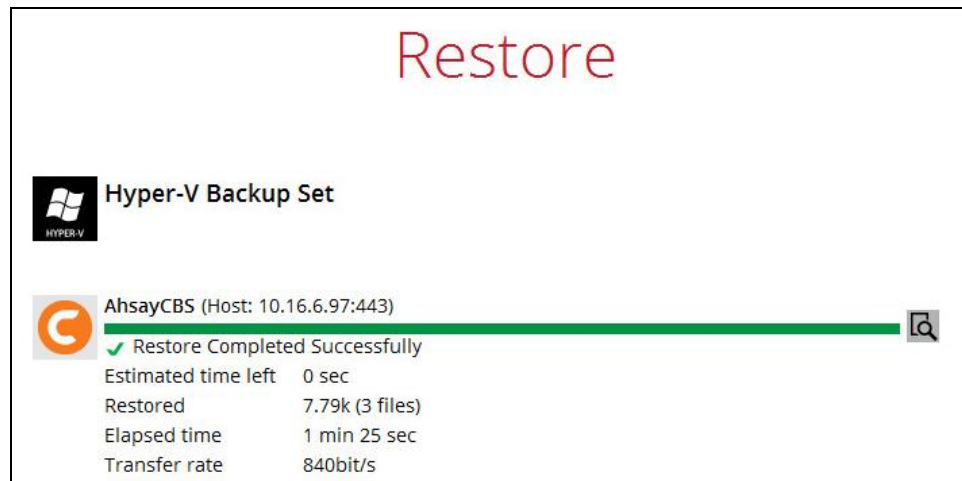 Restore
HYPER-V
Hyper-V Backup Set
AhsayCBS (Host: 10.16.6.97:443)
Restore Completed Successfully
Estimated time left 0 sec
Restored 7.79k (3 files)
Elapsed time 1 min 25 sec
Transfer rate 840bit/s